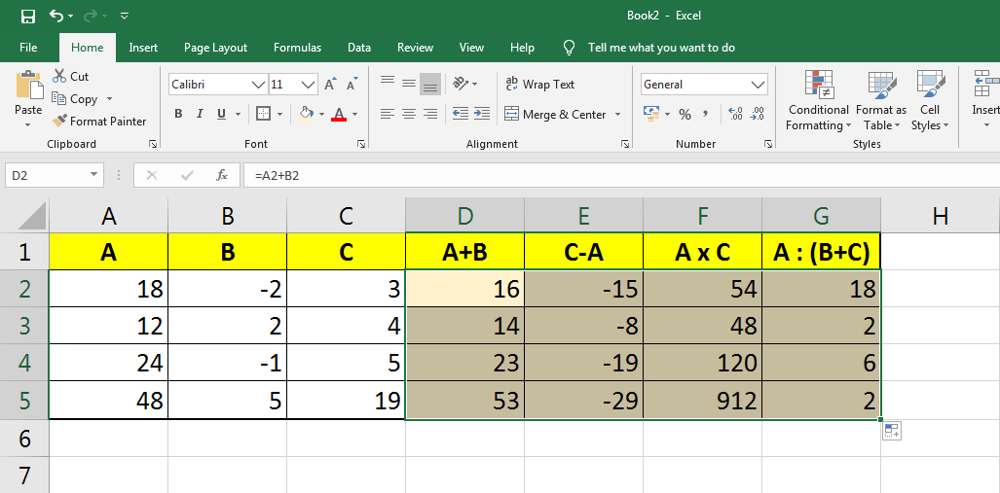 Book2 - Excel
File Home Insert Page Layout Formulas Data Review View Help Tell me what you want to do
Paste Cut Copy Format Painter Clipboard
Calibri 11 A A B I U A Font
ab Wrap Text Merge & Center Alignment
General % , .00 .00 Number
Conditional Formatting Format as Table Cell Styles Styles
Insert
D2 fx =A2+B2
A B C D E F G H
1 A B C A+B C-A A x C A : (B+C)
2 18 -2 3 16 -15 54 18
3 12 2 4 14 -8 48 2
4 24 -1 5 23 -19 120 6
5 48 5 19 53 -29 912 2
6
7